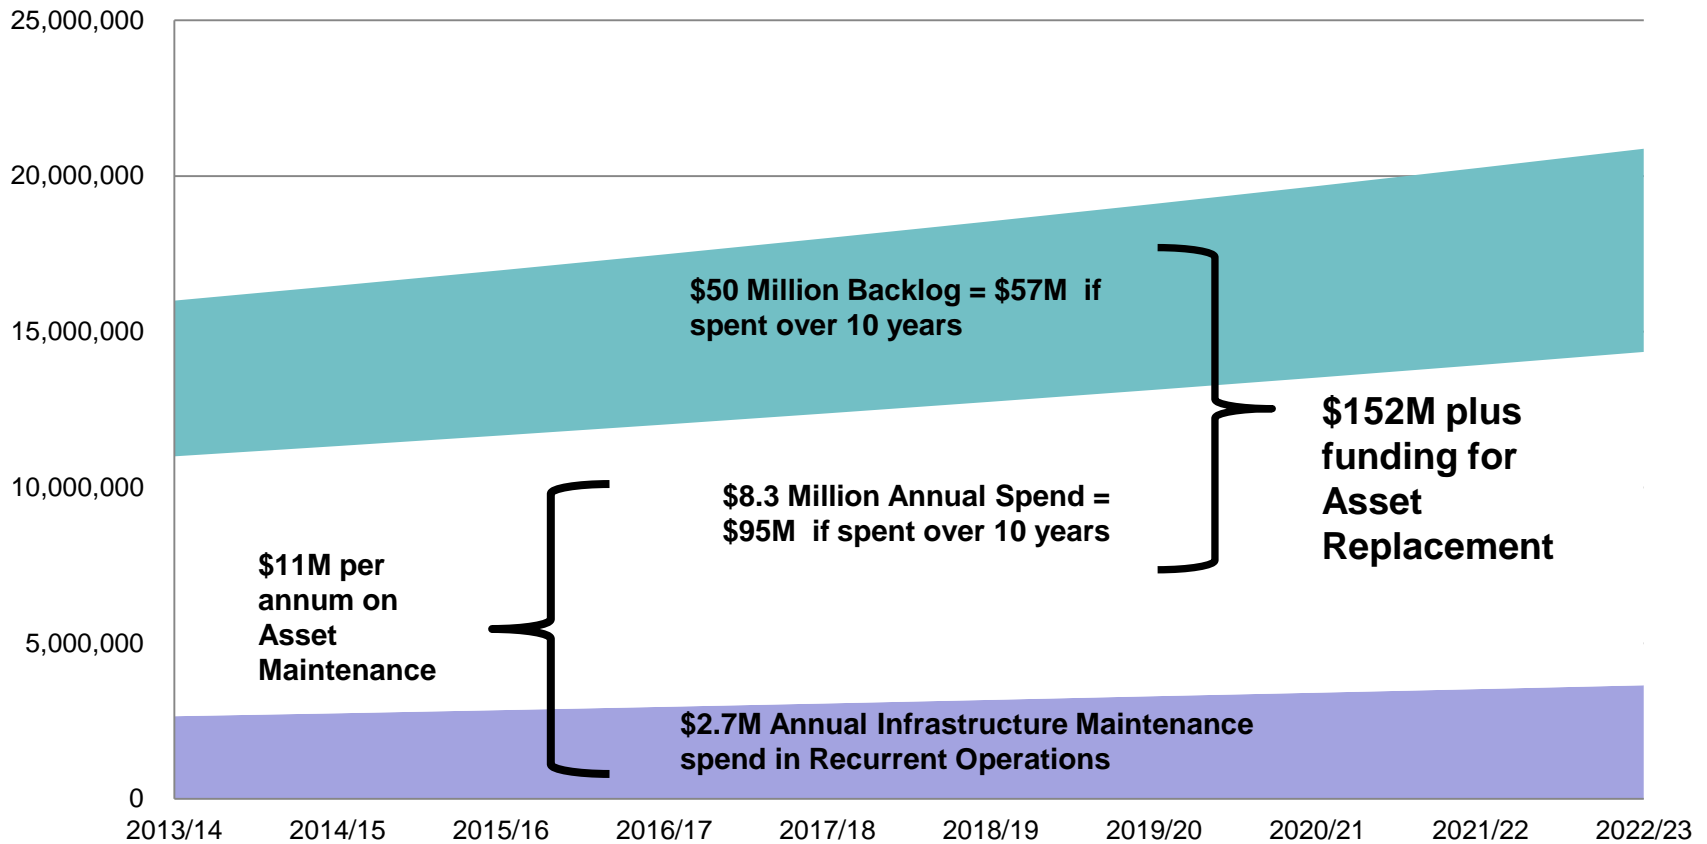 25,000,000
20,000,000
15,000,000
10,000,000
5,000,000
0
$50 Million Backlog = $57M  if
spent over 10 years
$152M plus
funding for
Asset
Replacement
$8.3 Million Annual Spend =
$95M  if spent over 10 years
$11M per
annum on
Asset
Maintenance
$2.7M Annual Infrastructure Maintenance
spend in Recurrent Operations
2013/14 2014/15 2015/16 2016/17 2017/18 2018/19 2019/20 2020/21 2021/22 2022/23